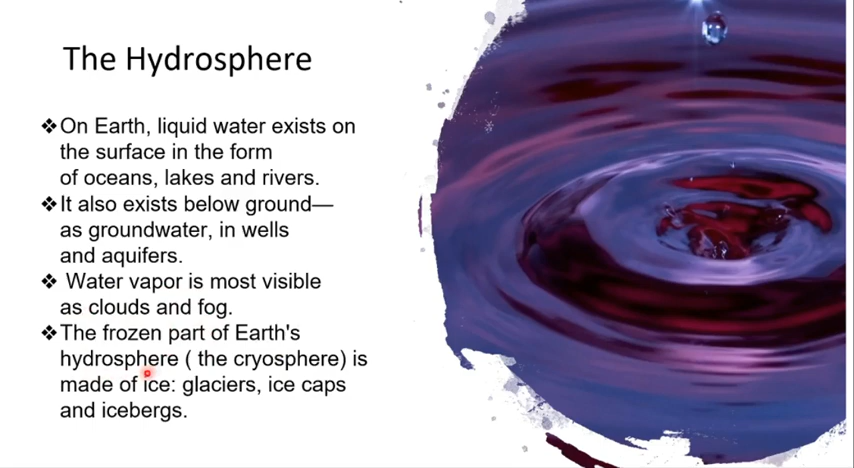 The Hydrosphere
❖On Earth, liquid water exists on
the surface in the form
of oceans, lakes and rivers.
❖It also exists below ground—
as groundwater, in wells
and aquifers.
❖ Water vapor is most visible
as clouds and fog.
❖The frozen part of Earth's
hydrosphere ( the cryosphere) is
made of ice: glaciers, ice caps
and icebergs.